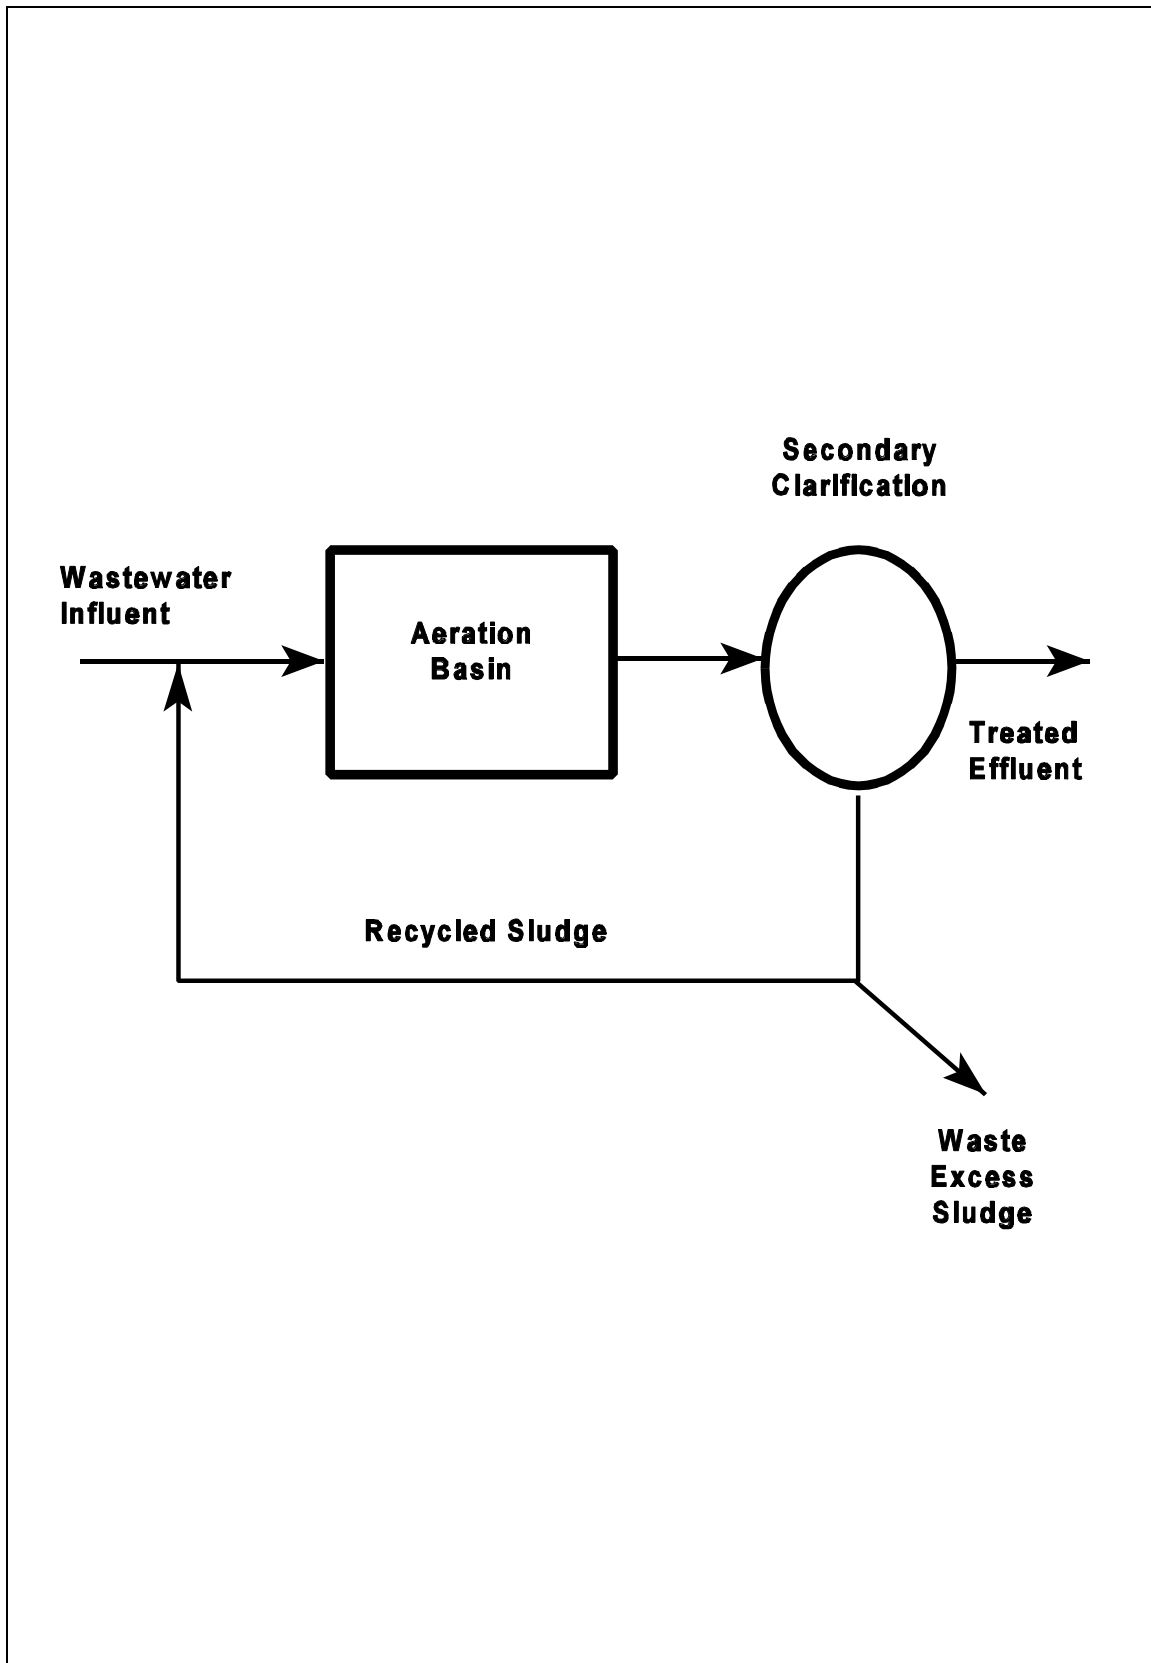 Secondary
Clarification
Wastewater
Influent
Aeration
Basin
Treated
Effluent
Recycled Sludge
Waste
Excess
Sludge